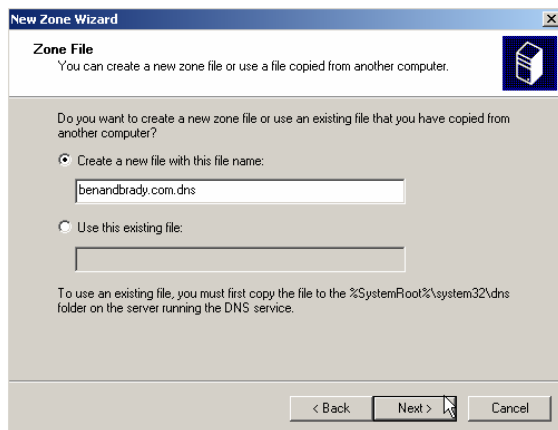 New Zone Wizard
Zone File
You can create a new zone file or use a file copied from another computer.
Do you want to create a new zone file or use an existing file that you have copied from
another computer?
Create a new file with this file name:
benandbrady.com.dns
Use this existing file:
To use an existing file, you must first copy the file to the %SystemRoot%\system32\dns
folder on the server running the DNS service.
< Back
Next >
Cancel